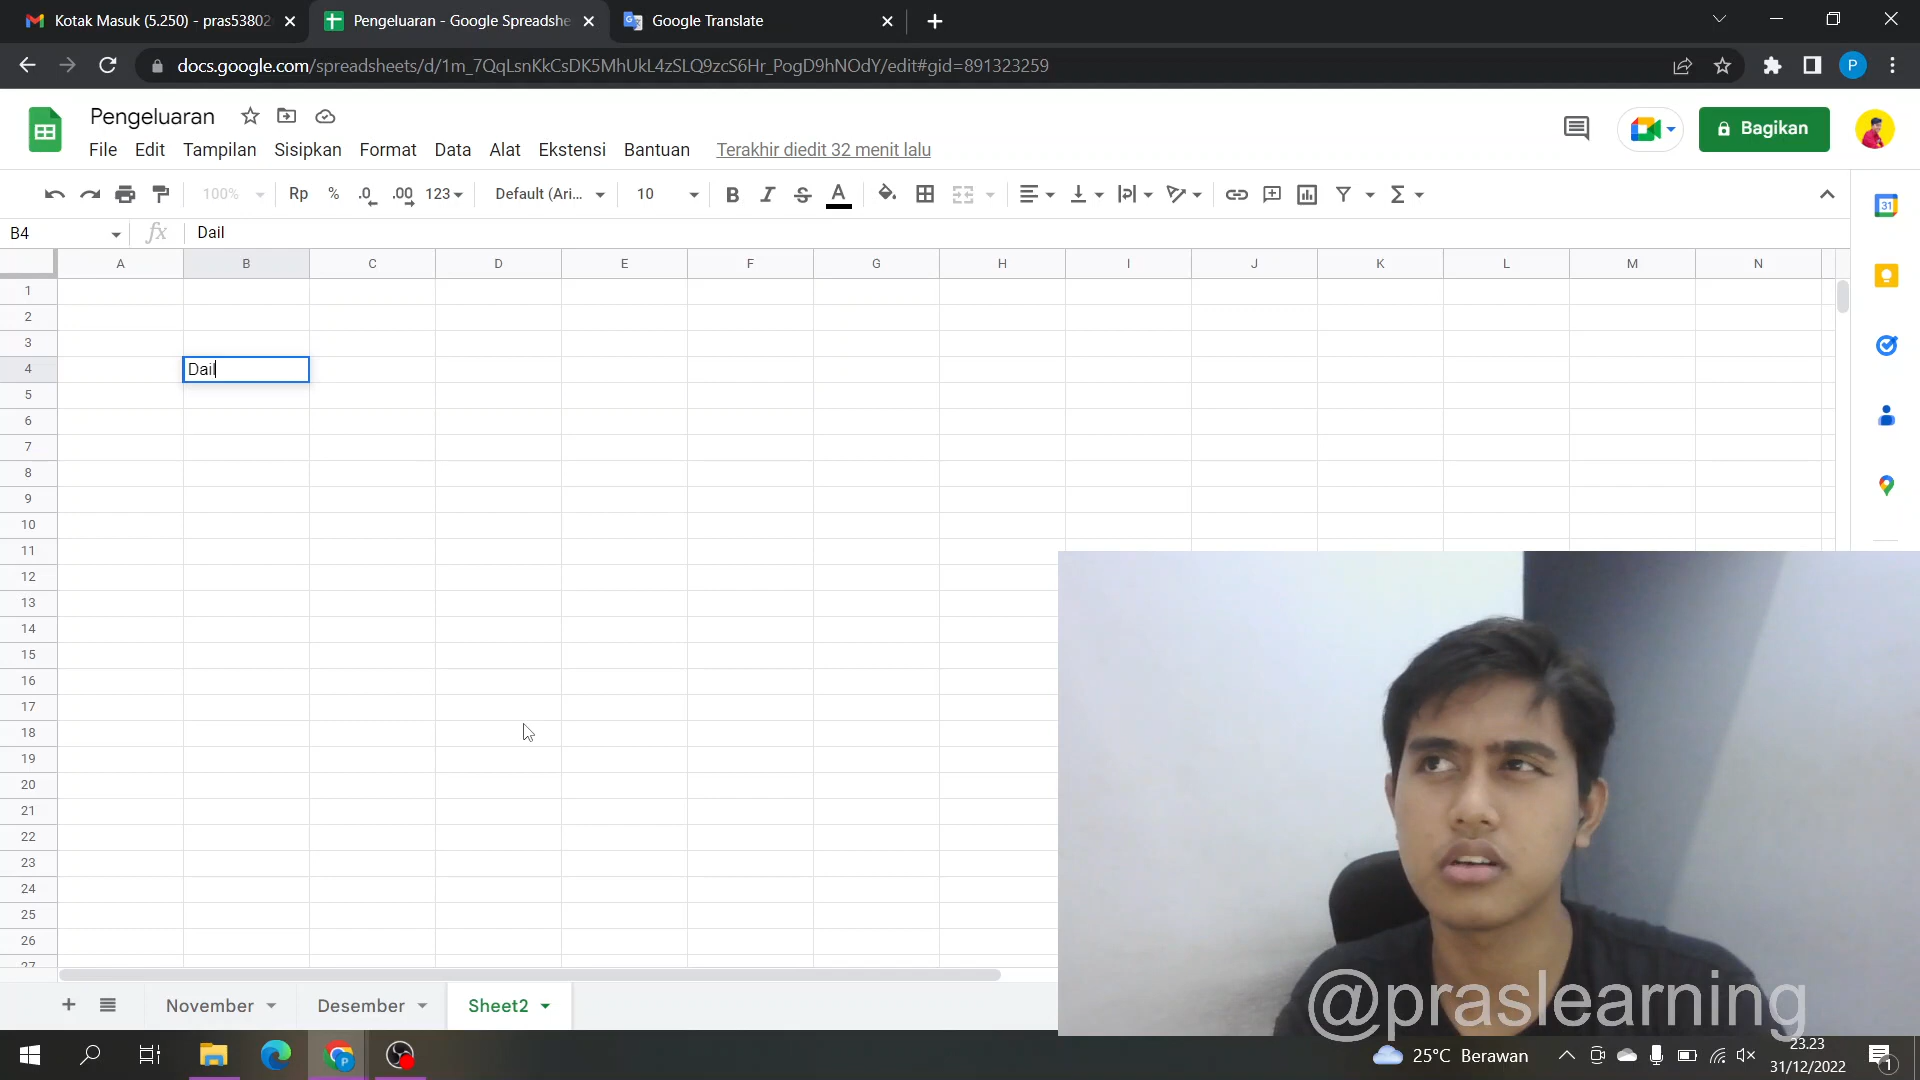 Kotak Masuk (5.250) - pras53802
Pengeluaran - Google Spreadshe
Google Translate
docs.google.com/spreadsheets/d/1m_7QqLsnKkCsDK5MhUkL4zSLQ9zcS6Hr_PogD9hNOdY/edit#gid=891323259
P
Pengeluaran
Bagikan
File Edit Tampilan Sisipkan Format Data Alat Ekstensi Bantuan Terakhir diedit 32 menit lalu
100% Rp % .0 .00 123 Default (Ari... 10 B I S A Σ
31
B4 fx Dail
A B C D E F G H I J K L M N
1
2
3
4 Dail
5
6
7
8
9
10
11
12
13
14
15
16
17
18
19
20
21
22
23
24
25
26
27
@praslearning
+ November Desember Sheet2
P
25°C Berawan
23.23
31/12/2022
1